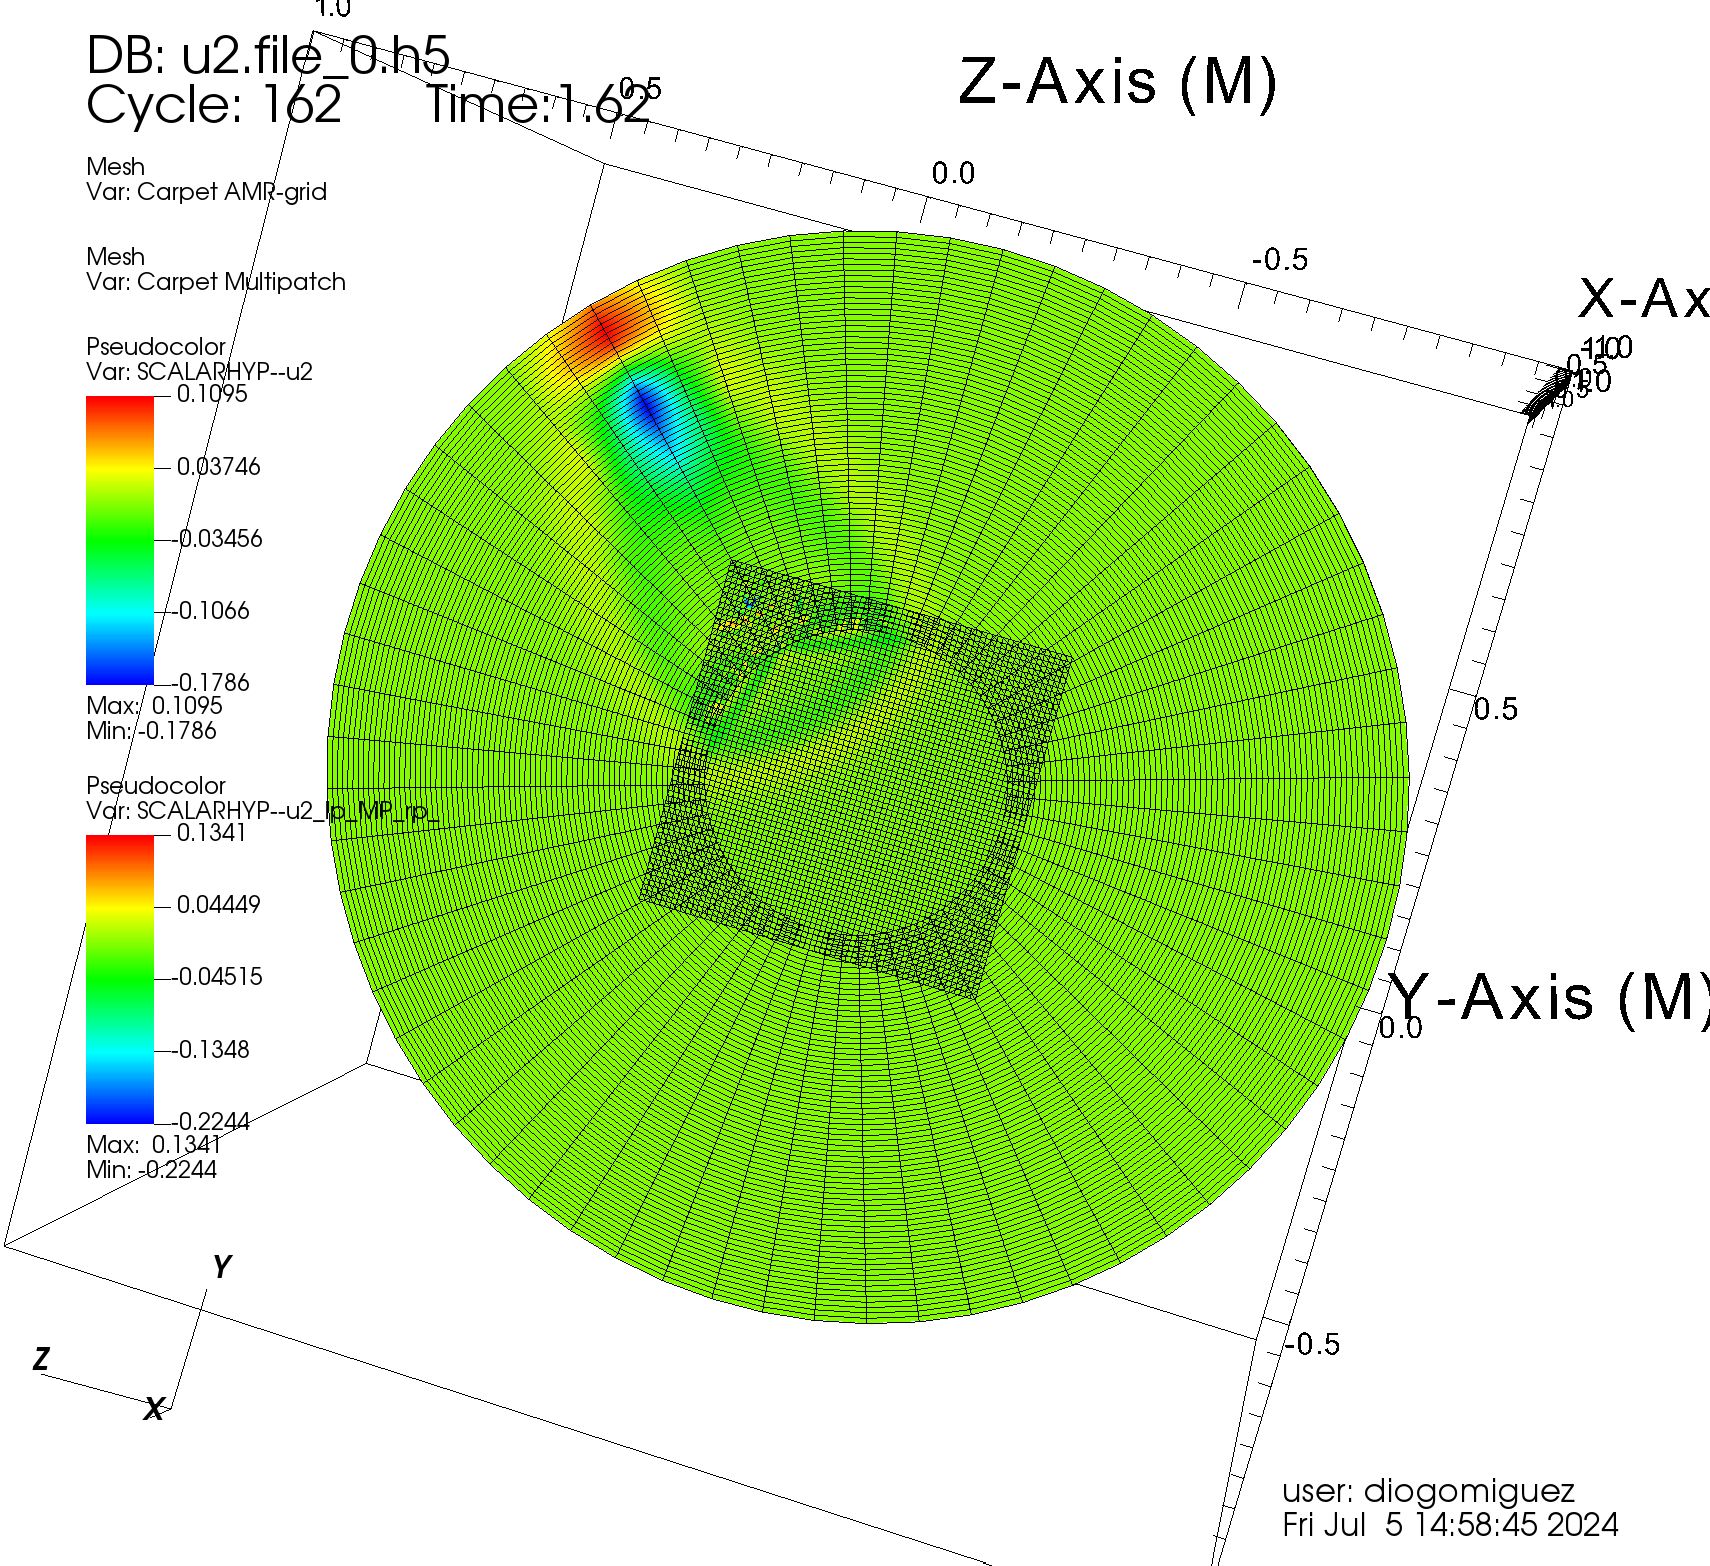 1.0
DB: u2.file_0.h5
Cycle: 162 Time:1.62
0.5
Z-Axis (M)
0.0
-0.5
X-Ax
Mesh
Var: Carpet AMR-grid
Mesh
Var: Carpet Multipatch
Pseudocolor
Var: SCALARHYP--u2
0.1095
0.03746
-0.03456
-0.1066
-0.1786
Max: 0.1095
Min: -0.1786
Pseudocolor
Var: SCALARHYP--u2_lp_MP_rp_
0.1341
0.04449
-0.04515
-0.1348
-0.2244
Max: 0.1341
Min: -0.2244
0.5
Y-Axis (M)
0.0
-0.5
Y
Z
X
user: diogomiguez
Fri Jul 5 14:58:45 2024